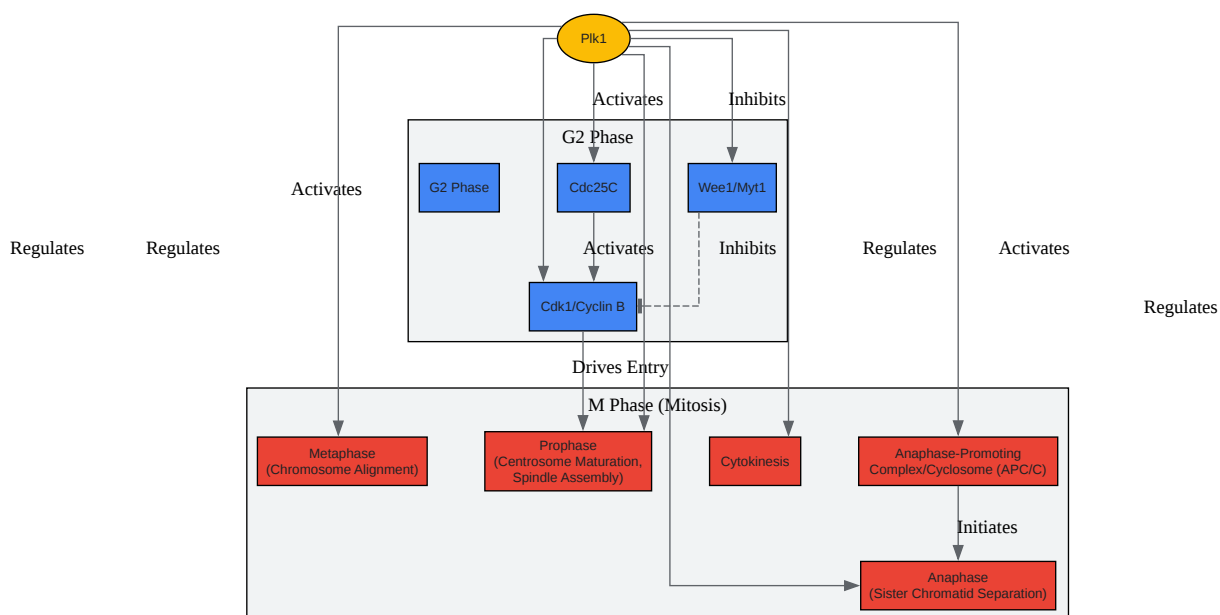 Plk1
Activates
Inhibits
G2 Phase
G2 Phase
Cdc25C
Wee1/Myt1
Activates
Regulates
Regulates
Activates
Inhibits
Regulates
Activates
Cdk1/Cyclin B
Regulates
Drives Entry
M Phase (Mitosis)
Metaphase
(Chromosome Alignment)
Prophase
(Centrosome Maturation,
Spindle Assembly)
Cytokinesis
Anaphase-Promoting
Complex/Cyclosome (APC/C)
Initiates
Anaphase
(Sister Chromatid Separation)